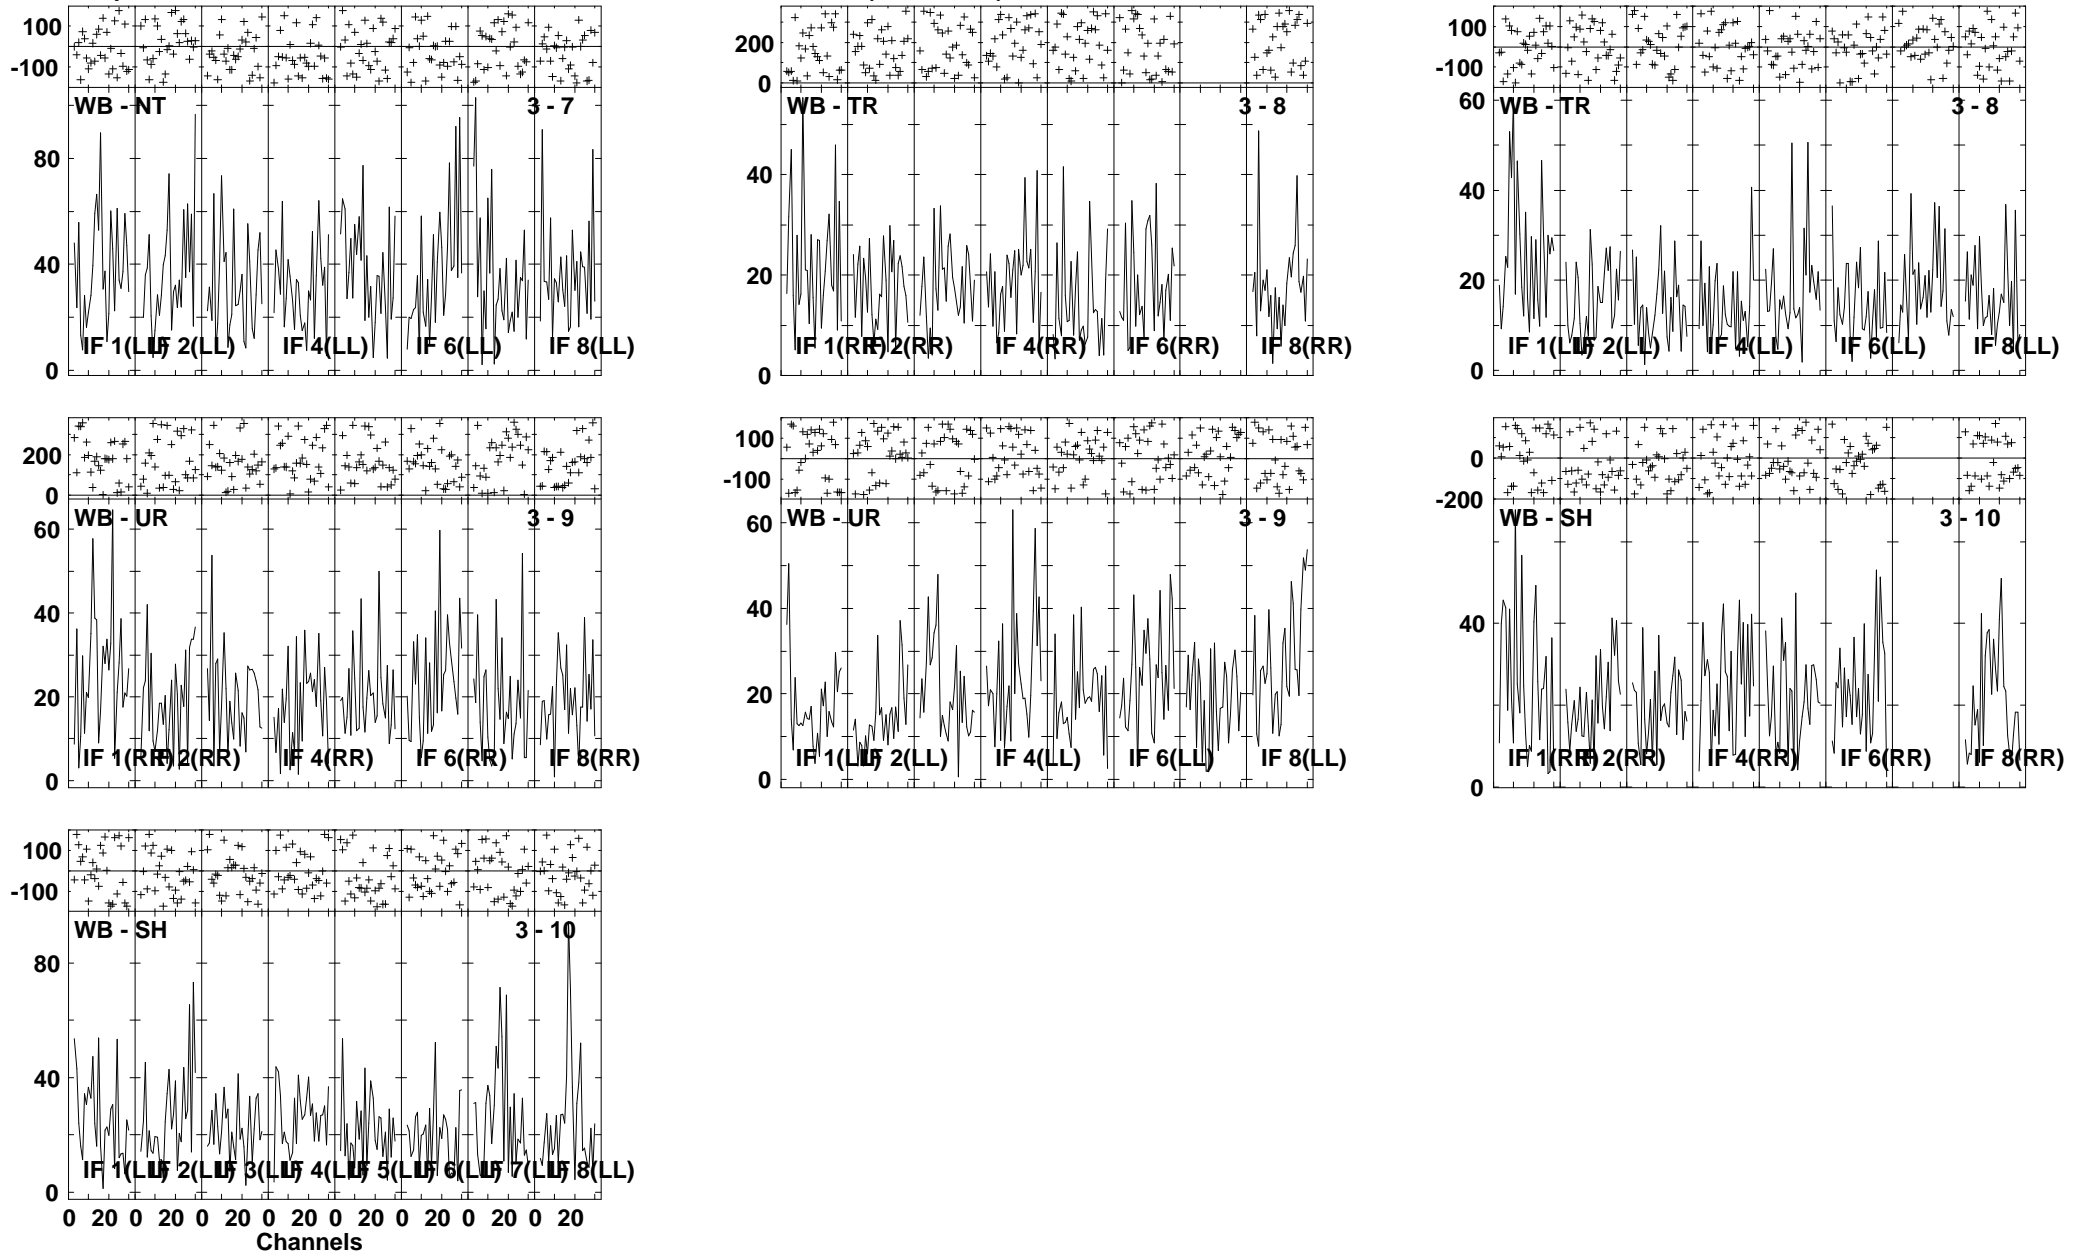 100
-100
WB - NT 3 - 7
80
40
0
IF 1(LL) IF 2(LL) IF 4(LL) IF 6(LL) IF 8(LL)
200
0
WB - TR 3 - 8
40
20
0
IF 1(RR) IF 2(RR) IF 4(RR) IF 6(RR) IF 8(RR)
100
-100
WB - TR 3 - 8
60
40
20
0
IF 1(LL) IF 2(LL) IF 4(LL) IF 6(LL) IF 8(LL)
200
0
WB - UR 3 - 9
60
40
20
0
IF 1(RR) IF 2(RR) IF 4(RR) IF 6(RR) IF 8(RR)
100
-100
WB - UR 3 - 9
60
40
20
0
IF 1(LL) IF 2(LL) IF 4(LL) IF 6(LL) IF 8(LL)
0
-200
WB - SH 3 - 10
40
0
IF 1(RR) IF 2(RR) IF 4(RR) IF 6(RR) IF 8(RR)
100
-100
WB - SH 3 - 10
80
40
0
IF 1(LL) IF 2(LL) IF 3(LL) IF 4(LL) IF 5(LL) IF 6(LL) IF 7(LL) IF 8(LL)
0 20 0 20 0 20 0 20 0 20 0 20 0 20 0 20
Channels